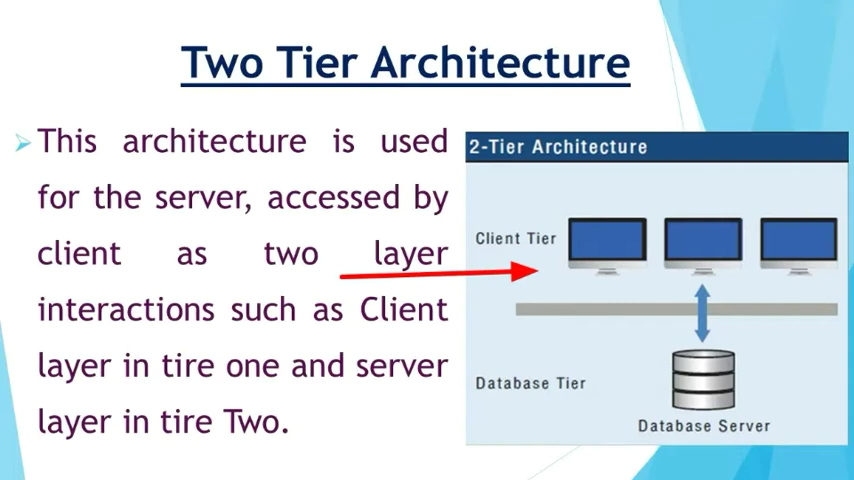 Two Tier Architecture
This architecture is used
for the server, accessed by
client as two layer
interactions such as Client
layer in tire one and server
layer in tire Two.
2-Tier Architecture
Client Tier
Database Tier
Database Server